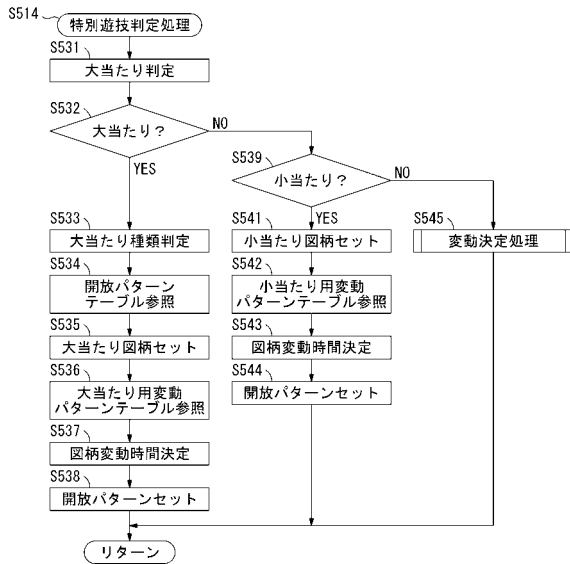 S514
特別遊技判定処理
S531
大当たり判定
S532
大当たり?
NO
YES
S539
小当たり?
NO
YES
S533
大当たり種類判定
S534
開放パターン
テーブル参照
S535
大当たり図柄セット
S536
大当たり用変動
パターンテーブル参照
S537
図柄変動時間決定
S538
開放パターンセット
S541
小当たり図柄セット
S542
小当たり用変動
パターンテーブル参照
S543
図柄変動時間決定
S544
開放パターンセット
S545
変動決定処理
リターン